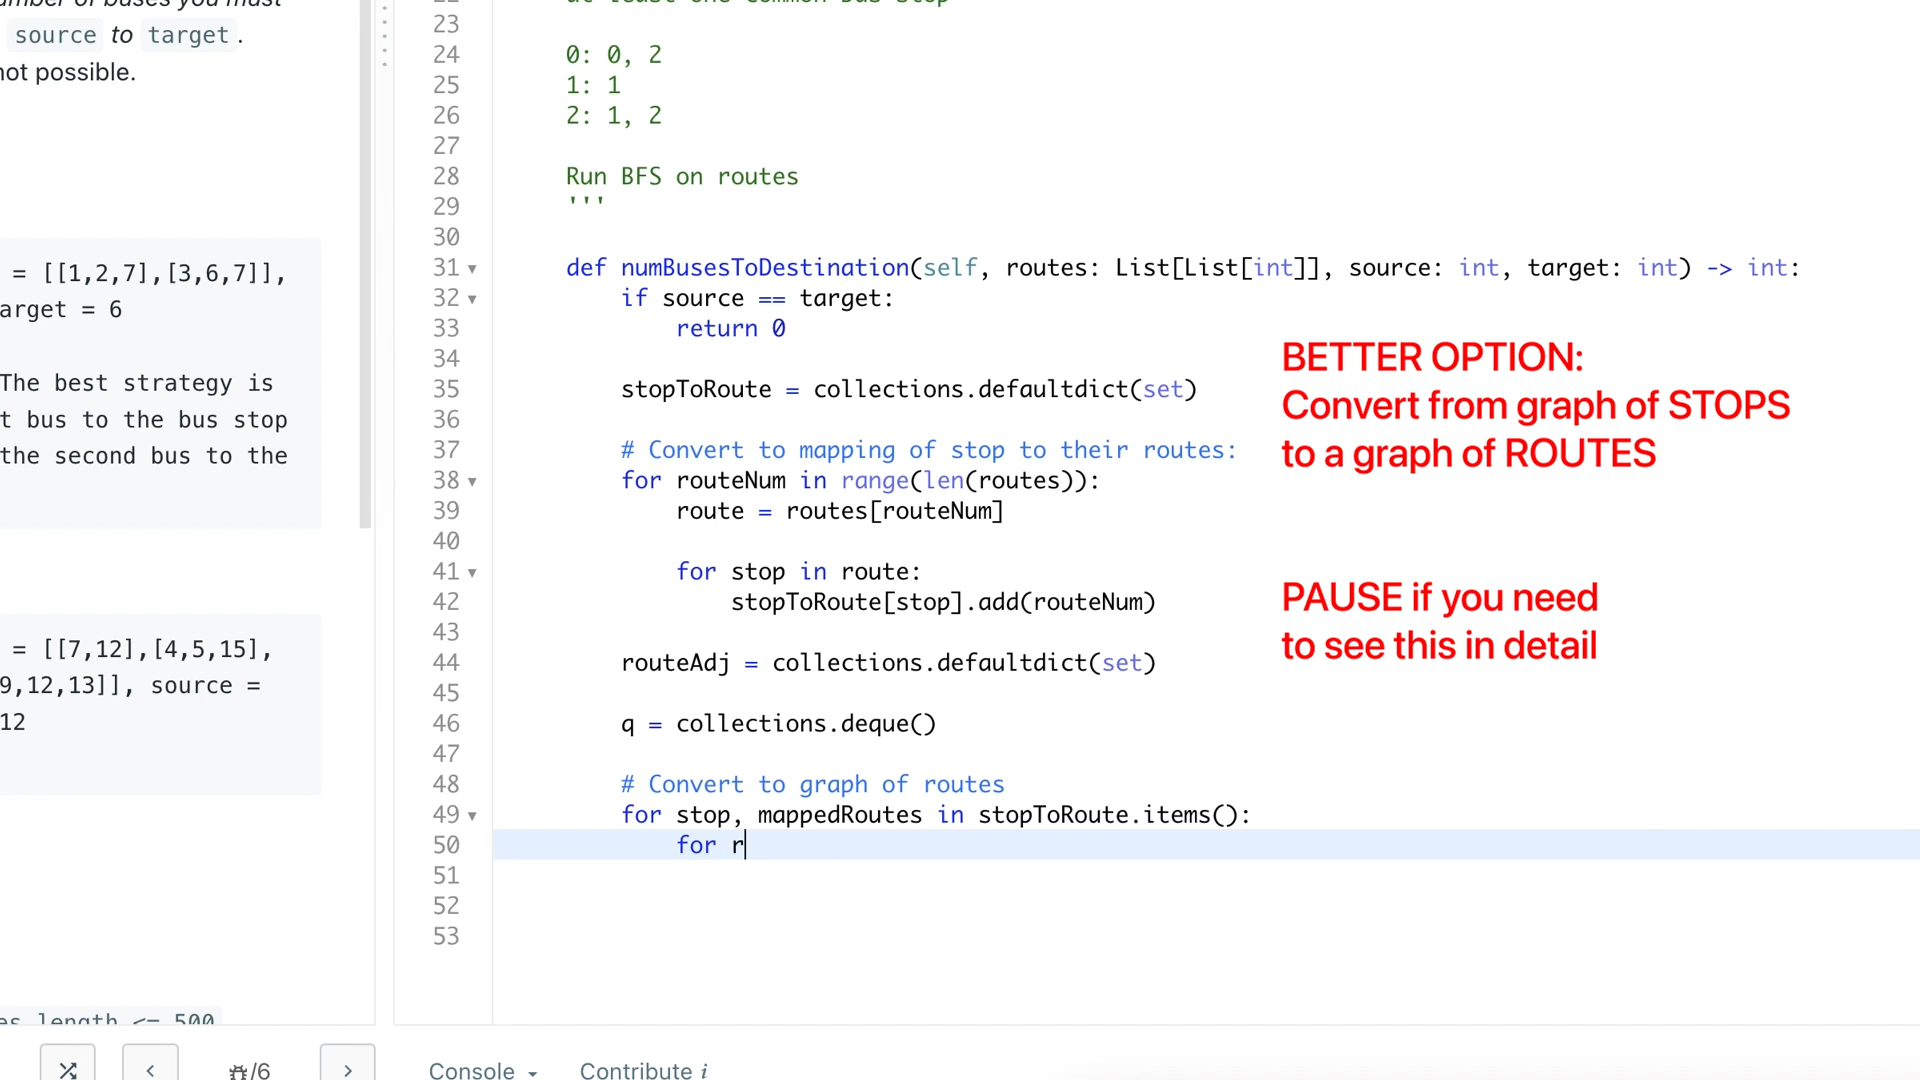 source to target.
not possible.
= [[1,2,7],[3,6,7]],
arget = 6
The best strategy is
t bus to the bus stop
the second bus to the
= [[7,12],[4,5,15],
9,12,13]], source =
12
es.length <= 500
/6
Console
Contribute i
23
24 0: 0, 2
25 1: 1
26 2: 1, 2
27
28 Run BFS on routes
29 '''
30
31 def numBusesToDestination(self, routes: List[List[int]], source: int, target: int) -> int:
32 if source == target:
33 return 0
34
35 stopToRoute = collections.defaultdict(set)
36
37 # Convert to mapping of stop to their routes:
38 for routeNum in range(len(routes)):
39 route = routes[routeNum]
40
41 for stop in route:
42 stopToRoute[stop].add(routeNum)
43
44 routeAdj = collections.defaultdict(set)
45
46 q = collections.deque()
47
48 # Convert to graph of routes
49 for stop, mappedRoutes in stopToRoute.items():
50 for r
51
52
53
BETTER OPTION:
Convert from graph of STOPS
to a graph of ROUTES
PAUSE if you need
to see this in detail